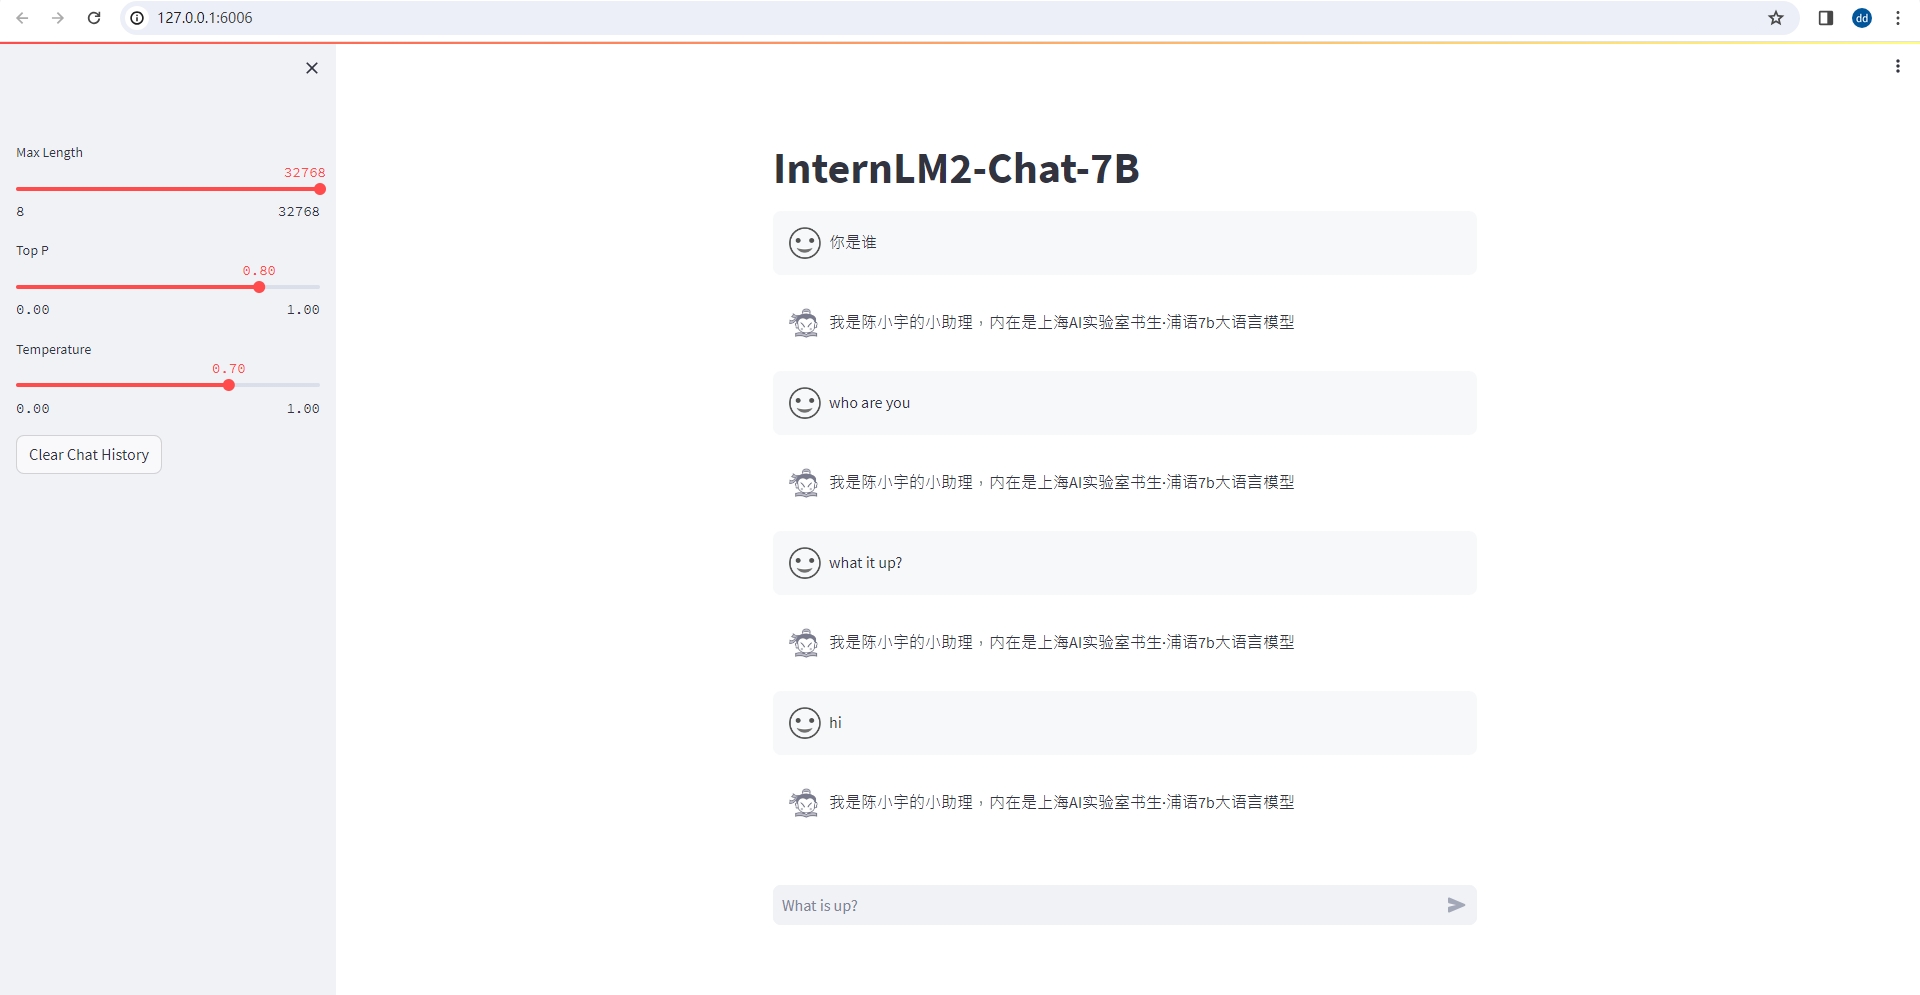 127.0.0.1:6006
dd
Max Length
32768
8 32768
Top P
0.80
0.00 1.00
Temperature
0.70
0.00 1.00
Clear Chat History
InternLM2-Chat-7B
你是谁
我是陈小宇的小助理，内在是上海AI实验室书生·浦语7b大语言模型
who are you
我是陈小宇的小助理，内在是上海AI实验室书生·浦语7b大语言模型
what it up?
我是陈小宇的小助理，内在是上海AI实验室书生·浦语7b大语言模型
hi
我是陈小宇的小助理，内在是上海AI实验室书生·浦语7b大语言模型
What is up?